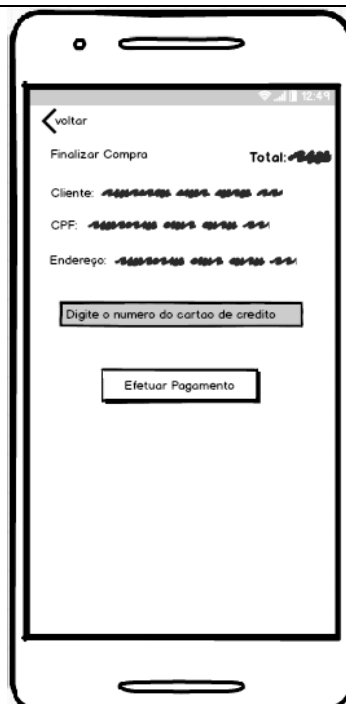 12:49
voltar
Finalizar Compra
Total:
Cliente:
CPF:
Endereço:
Digite o numero do cartao de credito
Efetuar Pagamento